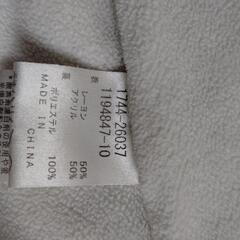 1744-26037
1194847-10
表
レーヨン 50%
アクリル 50%
裏
ポリエステル 100%
MADE IN CHINA